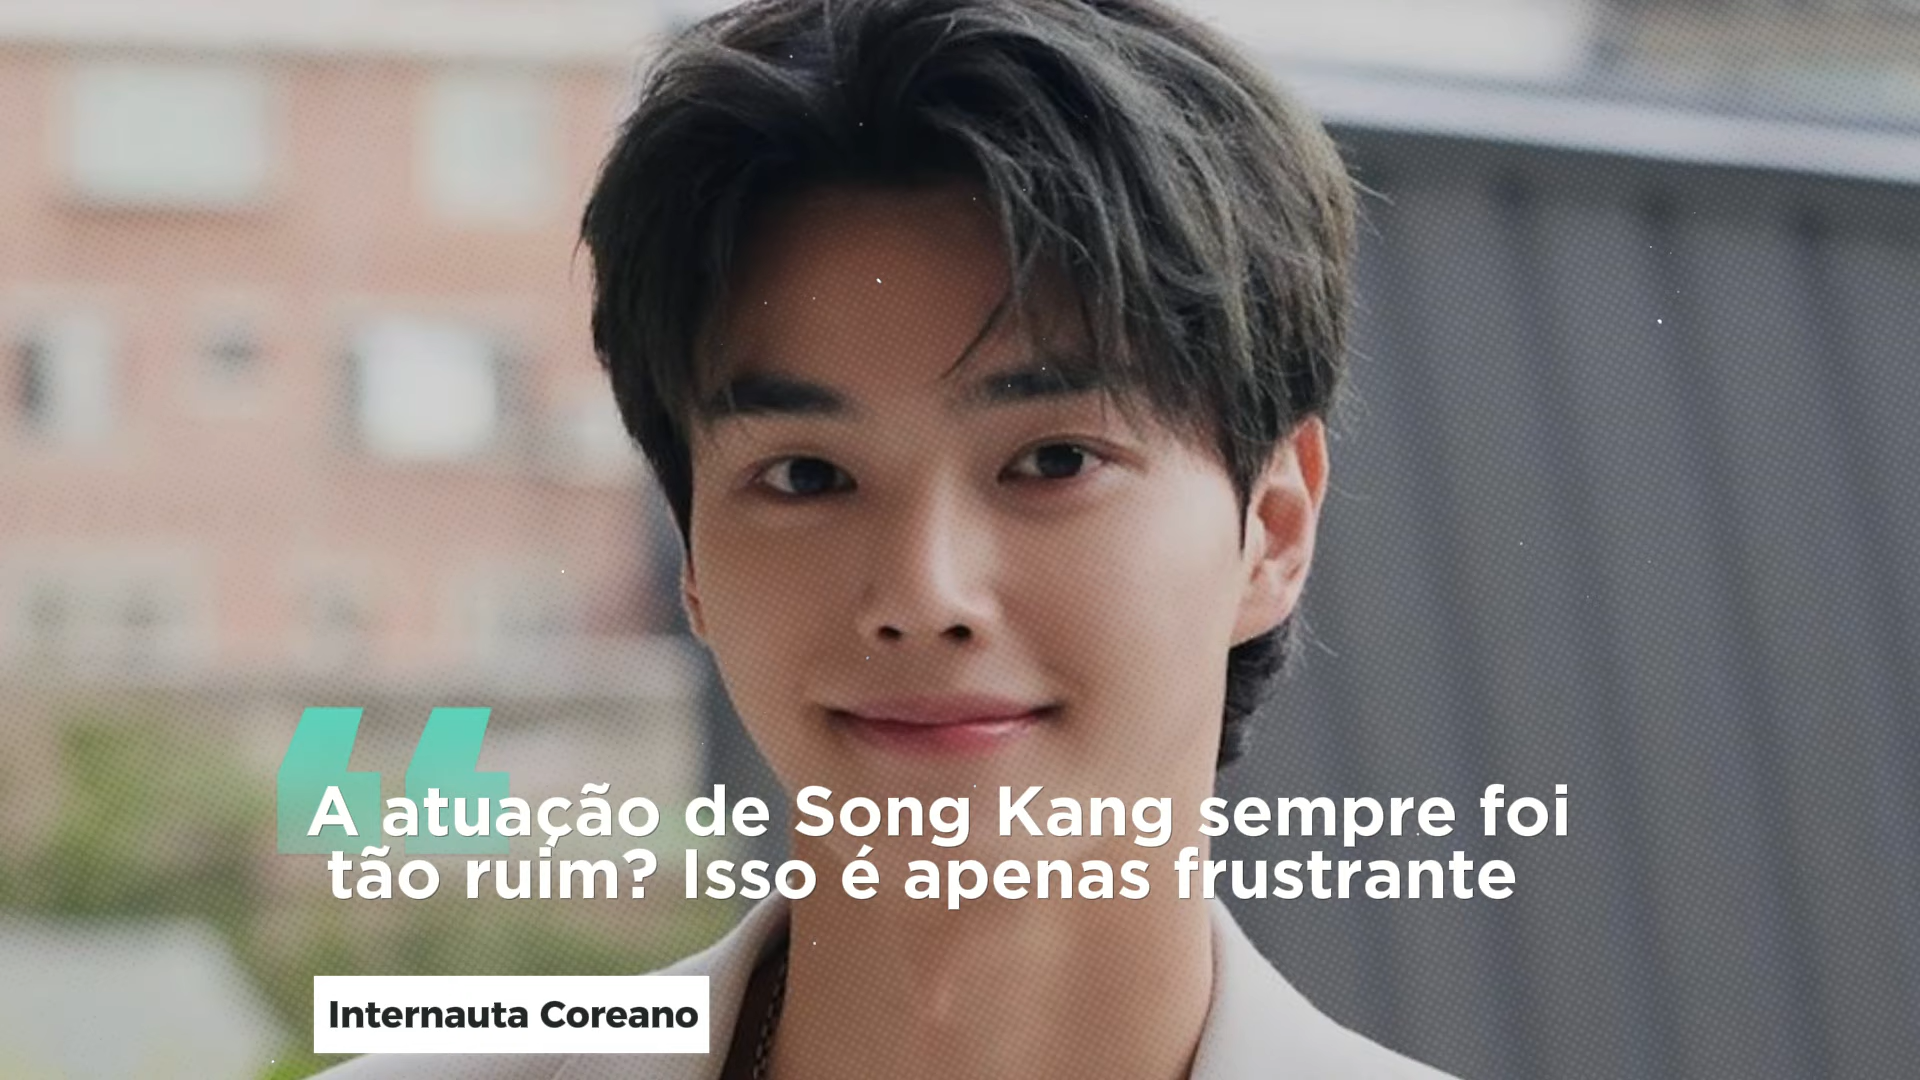 A atuação de Song Kang sempre foi
tão ruim? Isso é apenas frustrante
Internauta Coreano